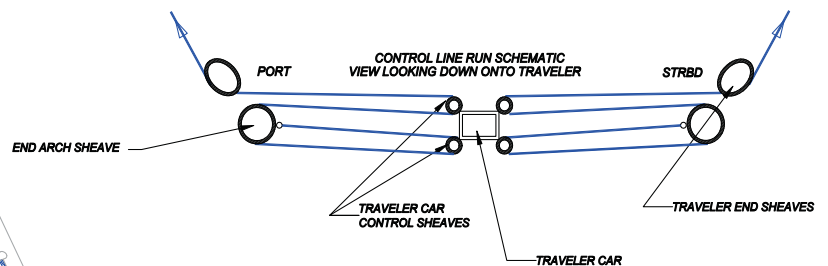 CONTROL LINE RUN SCHEMATIC
VIEW LOOKING DOWN ONTO TRAVELER
PORT
STRBD
END ARCH SHEAVE
TRAVELER CAR
CONTROL SHEAVES
TRAVELER END SHEAVES
TRAVELER CAR